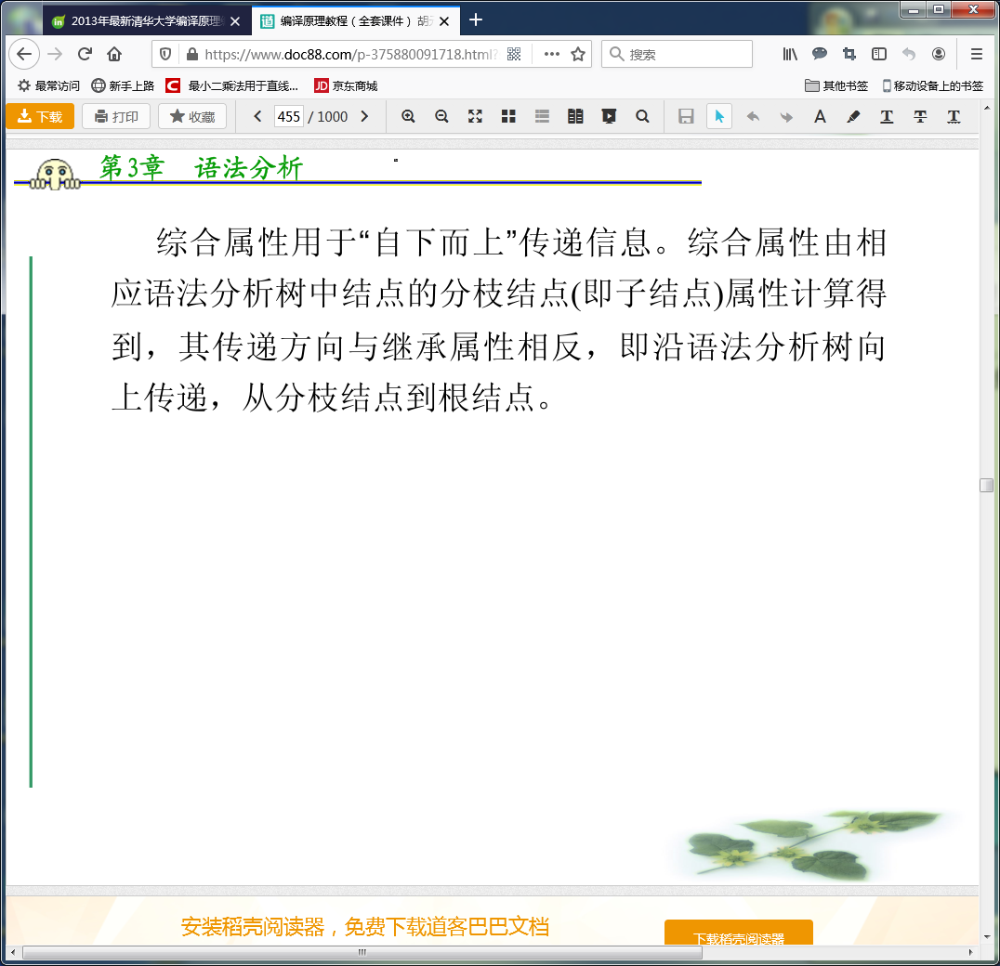 2013年最新清华大学编译原理
编译原理教程（全套课件）胡
https://www.doc88.com/p-375880091718.html?
搜索
最常访问 新手上路 C 最小二乘法用于直线... JD 京东商城 其他书签 移动设备上的书签
下载 打印 收藏 455 / 1000
第3章 语法分析
综合属性用于“自下而上”传递信息。综合属性由相
应语法分析树中结点的分枝结点(即子结点)属性计算得
到，其传递方向与继承属性相反，即沿语法分析树向
上传递，从分枝结点到根结点。
安装稻壳阅读器，免费下载道客巴巴文档
下载稻壳阅读器